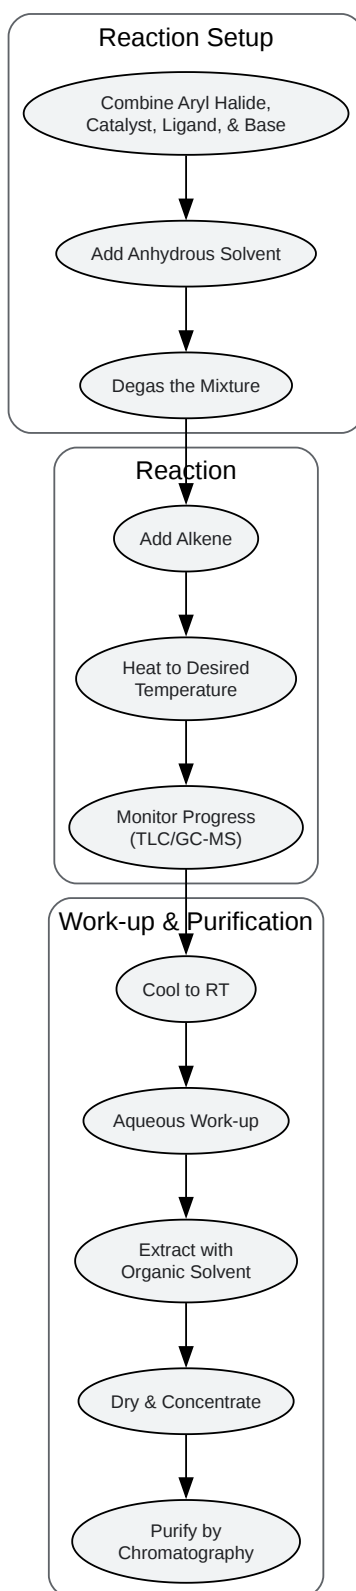 Reaction Setup
Combine Aryl Halide,
Catalyst, Ligand, & Base
Add Anhydrous Solvent
Degas the Mixture
Reaction
Add Alkene
Heat to Desired
Temperature
Monitor Progress
(TLC/GC-MS)
Work-up & Purification
Cool to RT
Aqueous Work-up
Extract with
Organic Solvent
Dry & Concentrate
Purify by
Chromatography